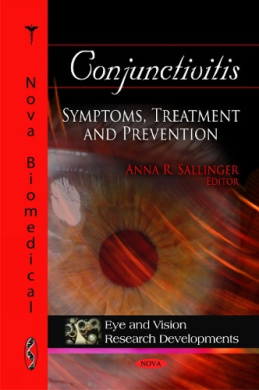 Conjunctivitis
SYMPTOMS, TREATMENT
AND PREVENTION
ANNA R. SALLINGER
EDITOR
Nova Biomedical
Eye and Vision
Research Developments
NOVA